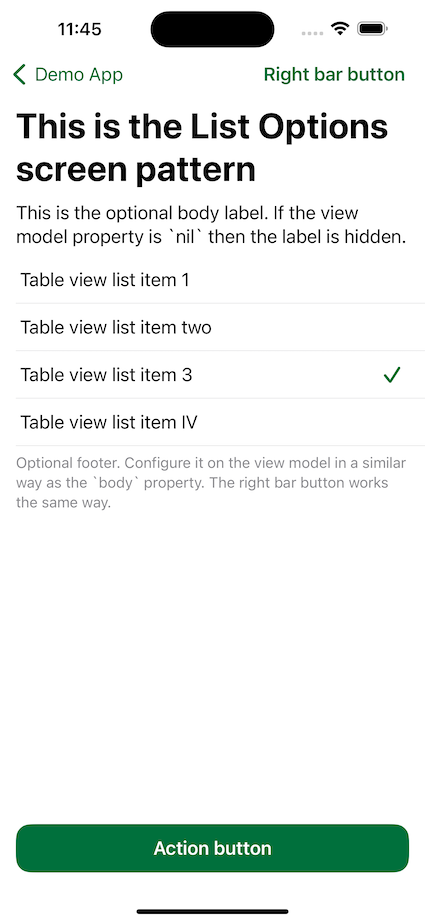 11:45
Demo App
Right bar button
This is the List Options
screen pattern
This is the optional body label. If the view
model property is `nil` then the label is hidden.
Table view list item 1
Table view list item two
Table view list item 3
Table view list item IV
Optional footer. Configure it on the view model in a similar
way as the `body` property. The right bar button works
the same way.
Action button